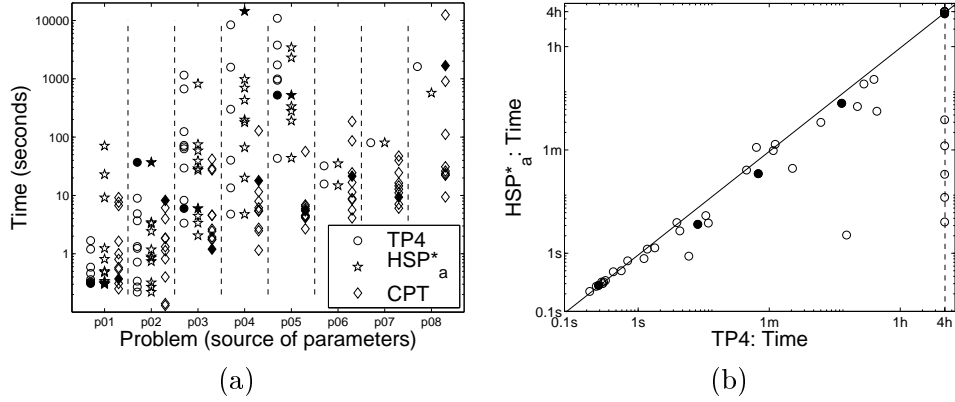 Time (seconds)
10000
1000
100
10
1
p01 p02 p03 p04 p05 p06 p07 p08
Problem (source of parameters)
TP4
HSP*a
CPT
(a)
HSP*a: Time
4h
1h
1m
1s
0.1s
0.1s 1s 1m 1h 4h
TP4: Time
(b)